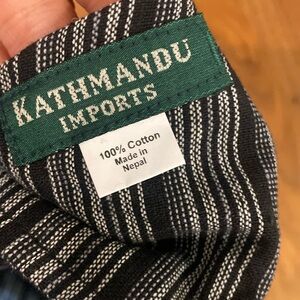 KATHMANDU
IMPORTS
100% Cotton
Made in
Nepal